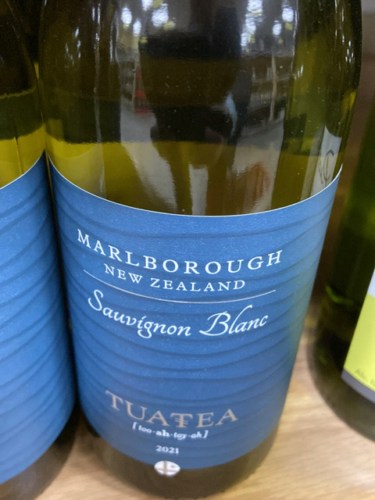 MARLBOROUGH
NEW ZEALAND
Sauvignon Blanc
TUATEA
[too•ah•tay•ah]
2021